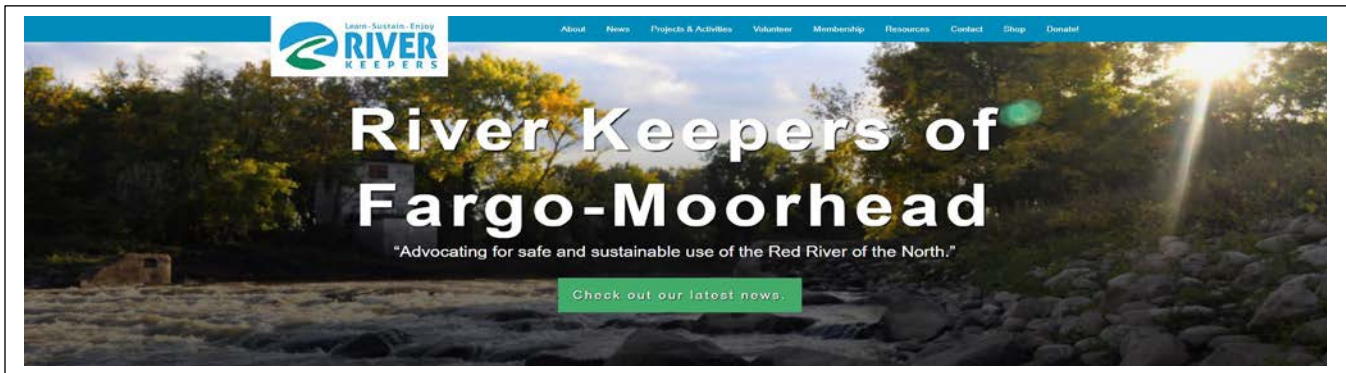 Learn - Sustain - Enjoy
RIVER
KEEPERS
About News Projects & Activities Volunteer Membership Resources Contact Shop Donate!
River Keepers of
Fargo-Moorhead
“Advocating for safe and sustainable use of the Red River of the North.”
Check out our latest news.